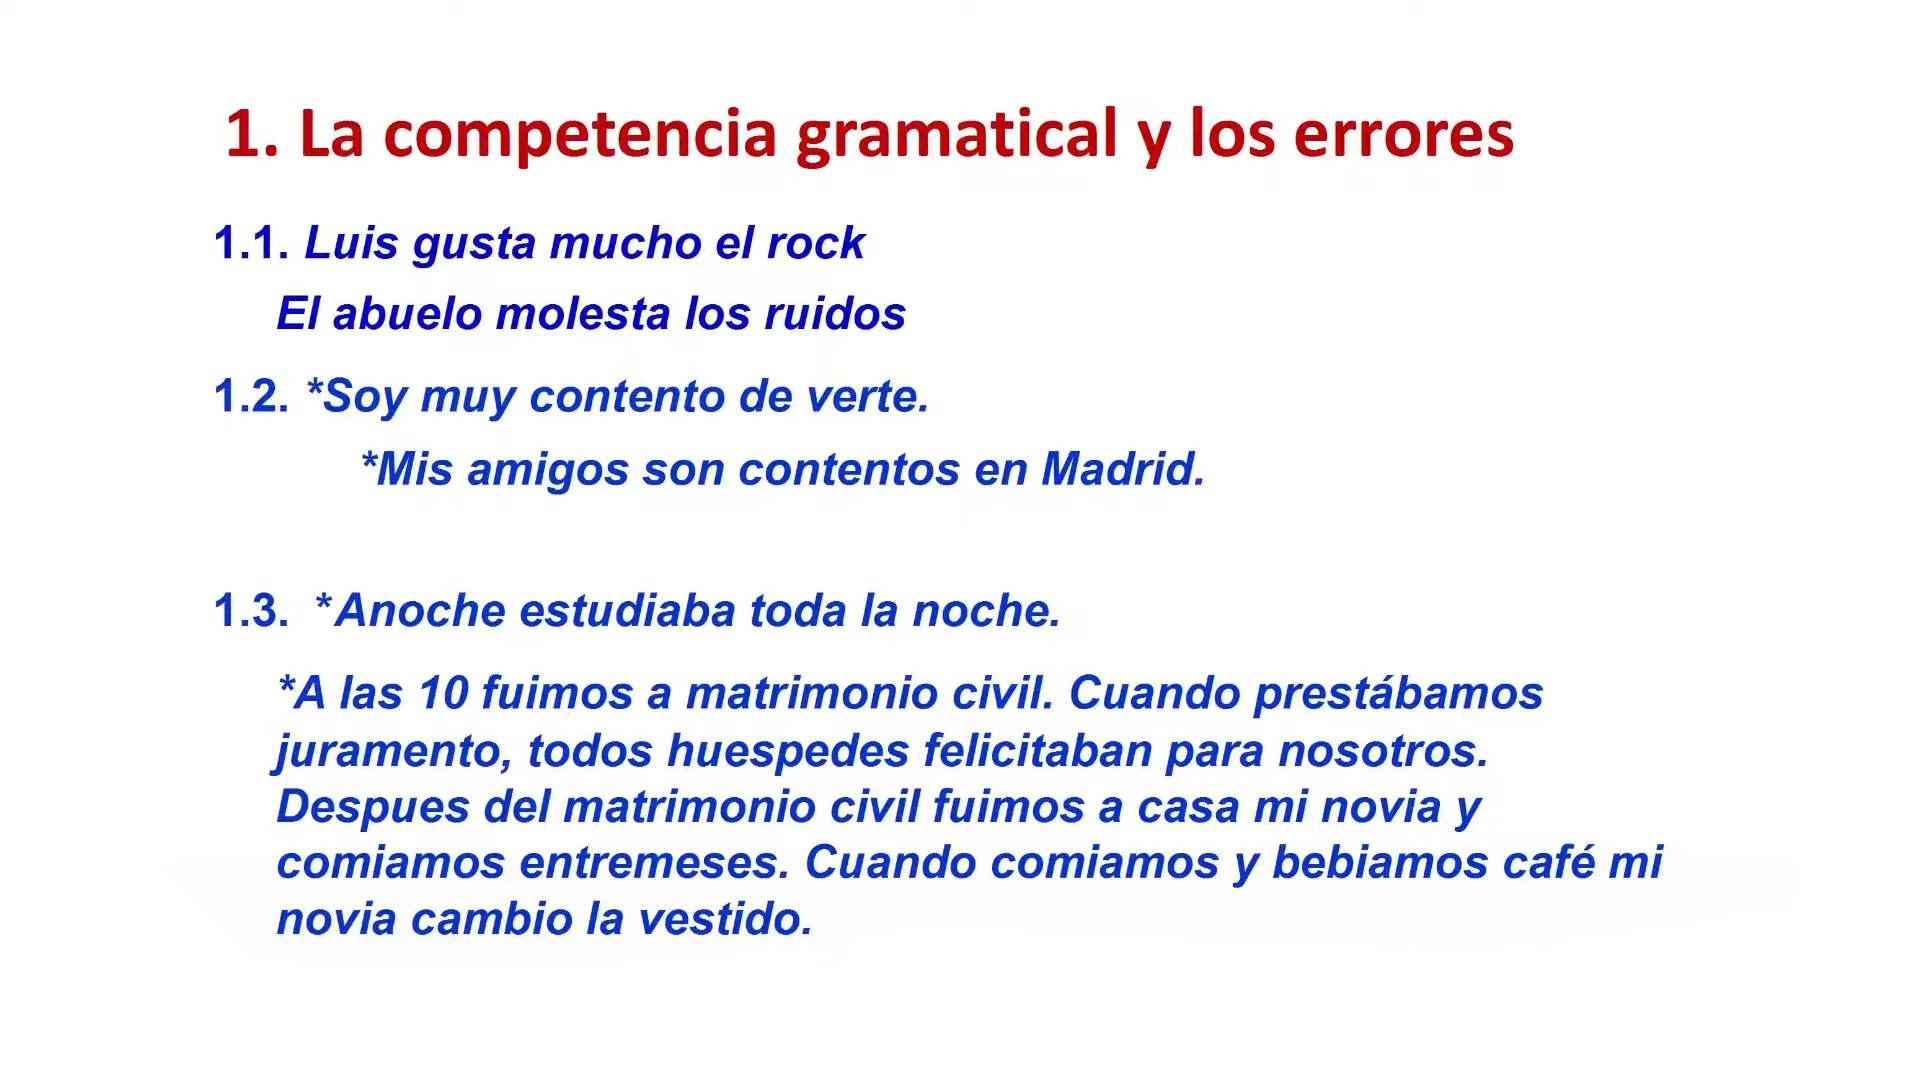 1. La competencia gramatical y los errores
1.1. Luis gusta mucho el rock
El abuelo molesta los ruidos
1.2. *Soy muy contento de verte.
*Mis amigos son contentos en Madrid.
1.3. *Anoche estudiaba toda la noche.
*A las 10 fuimos a matrimonio civil. Cuando prestábamos
juramento, todos huespedes felicitaban para nosotros.
Despues del matrimonio civil fuimos a casa mi novia y
comiamos entremeses. Cuando comiamos y bebiamos café mi
novia cambio la vestido.